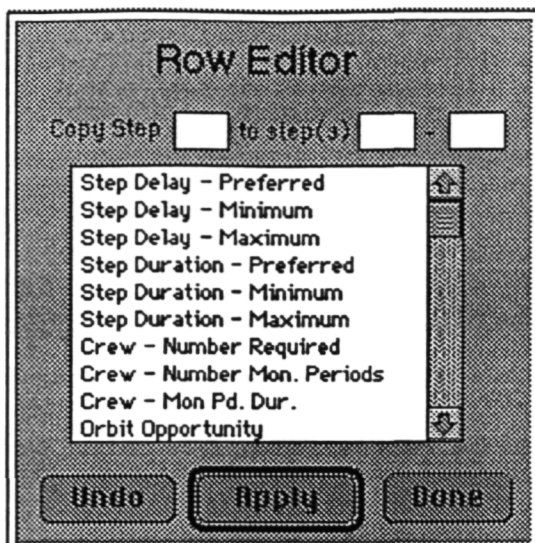 Row Editor
Copy Step to step(s) -
Step Delay - Preferred
Step Delay - Minimum
Step Delay - Maximum
Step Duration - Preferred
Step Duration - Minimum
Step Duration - Maximum
Crew - Number Required
Crew - Number Mon. Periods
Crew - Mon Pd. Dur.
Orbit Opportunity
Undo Apply Done